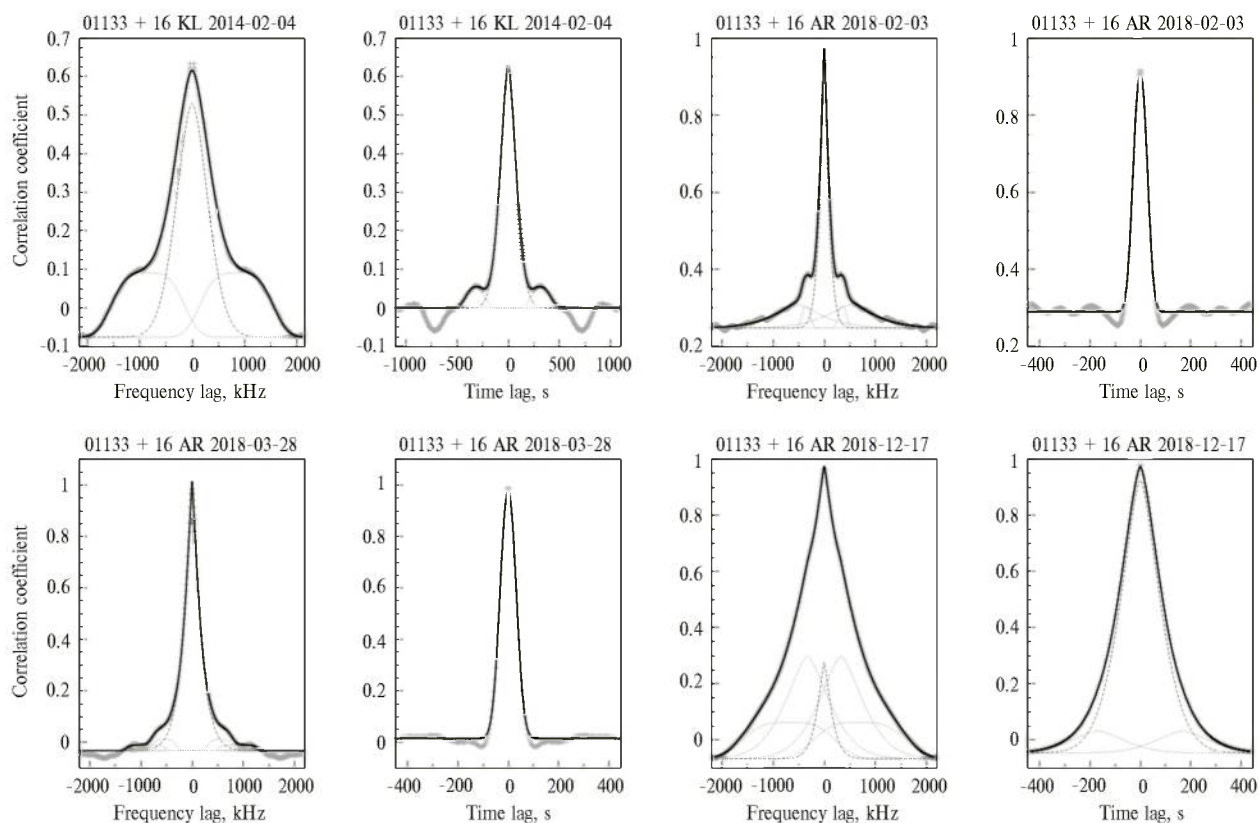 01133 + 16 KL 2014-02-04
01133 + 16 KL 2014-02-04
01133 + 16 AR 2018-02-03
01133 + 16 AR 2018-02-03
Correlation coefficient
0.7
0.6
0.5
0.4
0.3
0.2
0.1
0
-0.1
-2000 -1000 0 1000 2000
Frequency lag, kHz
0.7
0.6
0.5
0.4
0.3
0.2
0.1
0
-0.1
-1000 -500 0 500 1000
Time lag, s
1
0.8
0.6
0.4
0.2
-2000 -1000 0 1000 2000
Frequency lag, kHz
1
0.8
0.6
0.4
0.2
-400 -200 0 200 400
Time lag, s
01133 + 16 AR 2018-03-28
01133 + 16 AR 2018-03-28
01133 + 16 AR 2018-12-17
01133 + 16 AR 2018-12-17
Correlation coefficient
1
0.8
0.6
0.4
0.2
0
-2000 -1000 0 1000 2000
Frequency lag, kHz
1
0.8
0.6
0.4
0.2
0
-400 -200 0 200 400
Time lag, s
1
0.8
0.6
0.4
0.2
0
-2000 -1000 0 1000 2000
Frequency lag, kHz
1
0.8
0.6
0.4
0.2
0
-400 -200 0 200 400
Time lag, s